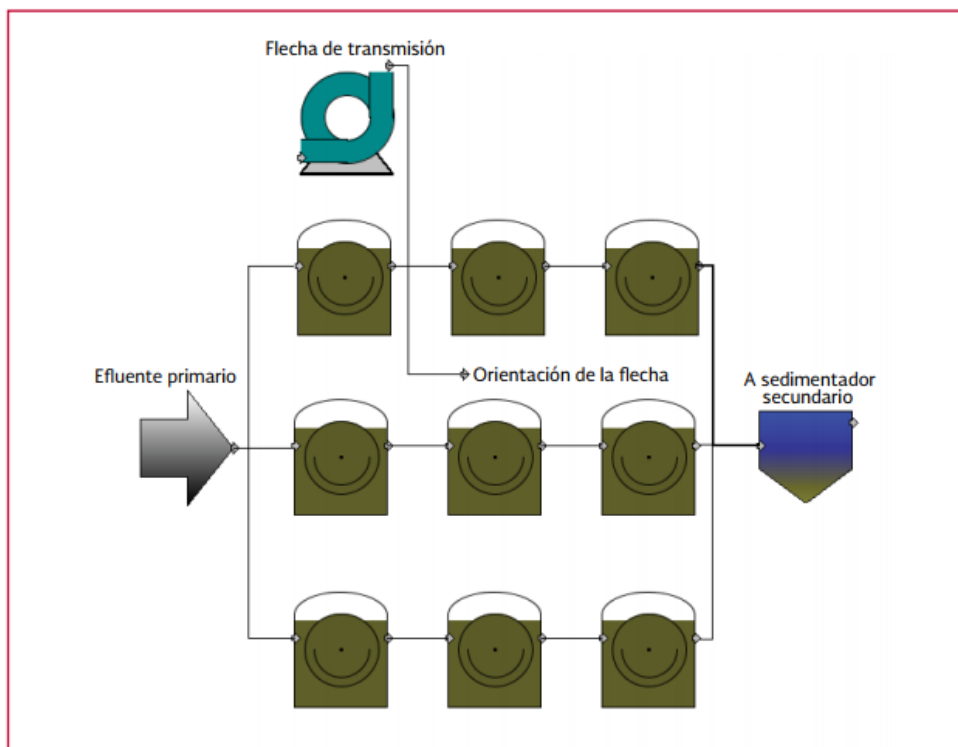 Flecha de transmisión
Efluente primario
Orientación de la flecha
A sedimentador
secundario